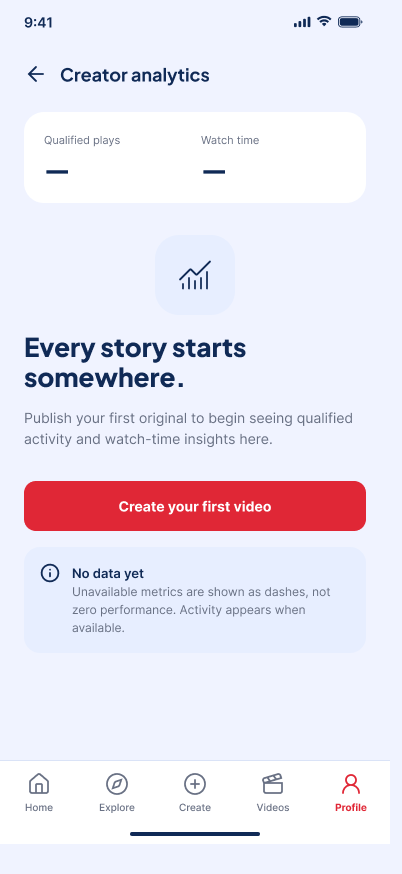 9:41
Creator analytics
Qualified plays
Watch time
—
—
Every story starts
somewhere.
Publish your first original to begin seeing qualified
activity and watch-time insights here.
Create your first video
No data yet
Unavailable metrics are shown as dashes, not
zero performance. Activity appears when
available.
Home
Explore
Create
Videos
Profile